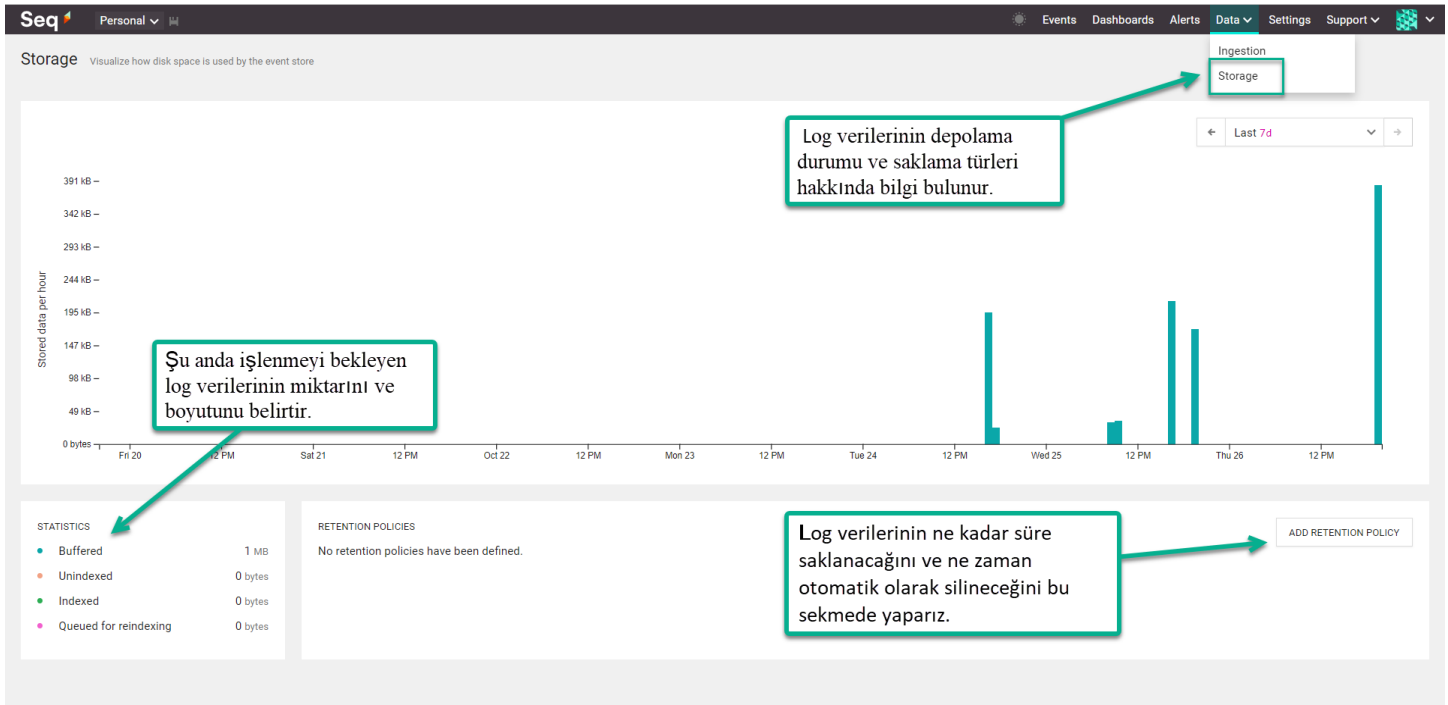 Seq Personal Events Dashboards Alerts Data Settings Support
Storage Visualize how disk space is used by the event store
Ingestion
Storage
Log verilerinin depolama
durumu ve saklama türleri
hakkında bilgi bulunur.
← Last 7d →
391 kB
342 kB
293 kB
244 kB
195 kB
147 kB
98 kB
49 kB
0 bytes
Stored data per hour
Şu anda işlenmeyi bekleyen
log verilerinin miktarını ve
boyutunu belirtir.
Fri 20 12 PM Sat 21 12 PM Oct 22 12 PM Mon 23 12 PM Tue 24 12 PM Wed 25 12 PM Thu 26 12 PM
STATISTICS
Buffered 1 MB
Unindexed 0 bytes
Indexed 0 bytes
Queued for reindexing 0 bytes
RETENTION POLICIES
No retention policies have been defined.
Log verilerinin ne kadar süre
saklanacağını ve ne zaman
otomatik olarak silineceğini bu
sekmede yaparız.
ADD RETENTION POLICY